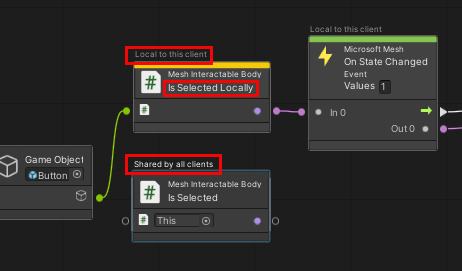 Local to this client
Local to this client
Mesh Interactable Body
Is Selected Locally
Microsoft Mesh
On State Changed
Event
Values 1
In 0
Out 0
Game Object
Button
Shared by all clients
Mesh Interactable Body
Is Selected
This